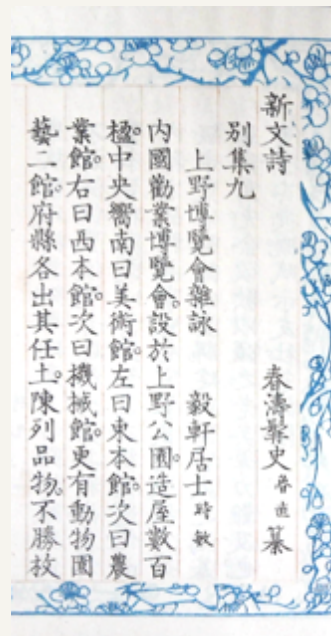 新文詩 春濤髯史 魯直 纂
別集九
上野博覽會雜詠 毅軒居士 時敏
内國勸業博覽會。設於上野公園。造屋數百
楹。中央嚮南曰美術館。左曰東本館。次曰農
業館。右曰西本館。次曰機械館。更有動物園
藝二館。府縣各出其任土。陳列品物。不勝枚